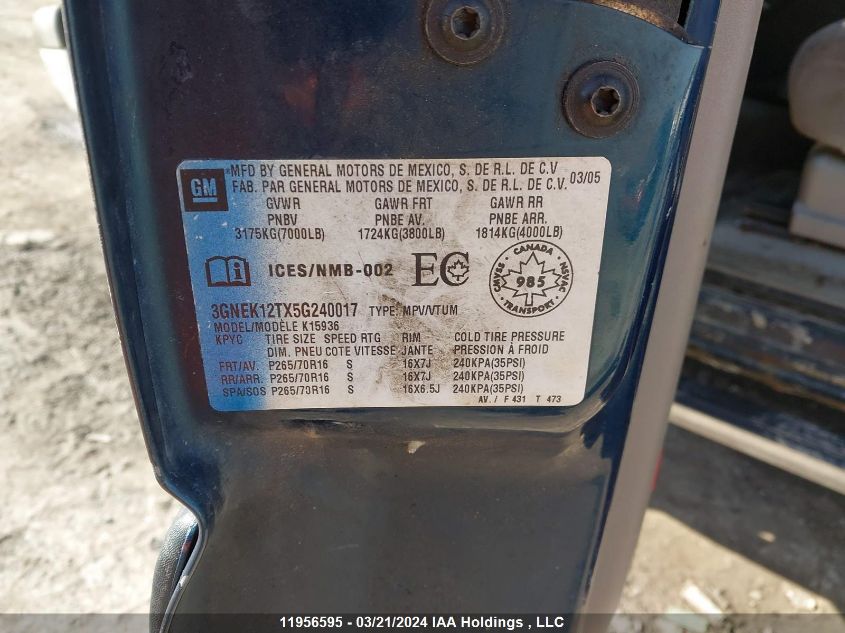 GM
MFD BY GENERAL MOTORS DE MEXICO, S. DE R.L. DE C.V
FAB. PAR GENERAL MOTORS DE MEXICO, S. DE R.L. DE C.V. 03/05
GVWR GAWR FRT GAWR RR
PNBV PNBE AV. PNBE ARR.
3175KG(7000LB) 1724KG(3800LB) 1814KG(4000LB)
i ICES/NMB-002 EC
CANADA
CMVSS NSVAC
985
TRANSPORT
3GNEK12TX5G240017 TYPE MPV/VTUM
MODEL/MODÈLE K15936
KPYC TIRE SIZE SPEED RTG RIM COLD TIRE PRESSURE
DIM. PNEU COTE VITESSE JANTE PRESSION À FROID
FRT/AV. P265/70R16 S 16X7J 240KPA(35PSI)
RR/ARR. P265/70R16 S 16X7J 240KPA(35PSI)
SPA/SOS P265/70R16 S 16X6.5J 240KPA(35PSI)
AV. / F 431 T 473
11956595 - 03/21/2024 IAA Holdings , LLC